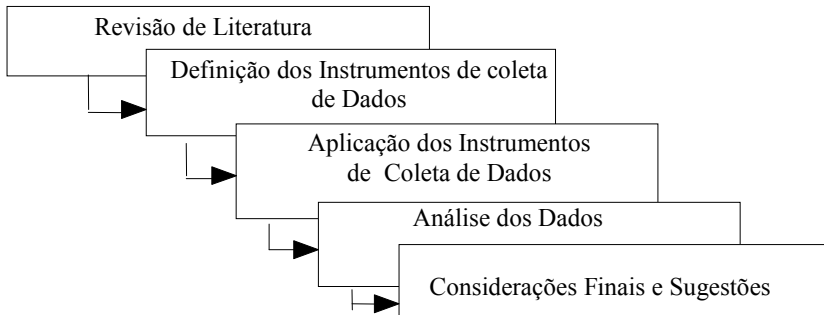 Revisão de Literatura
Definição dos Instrumentos de coleta
de Dados
Aplicação dos Instrumentos
de Coleta de Dados
Análise dos Dados
Considerações Finais e Sugestões